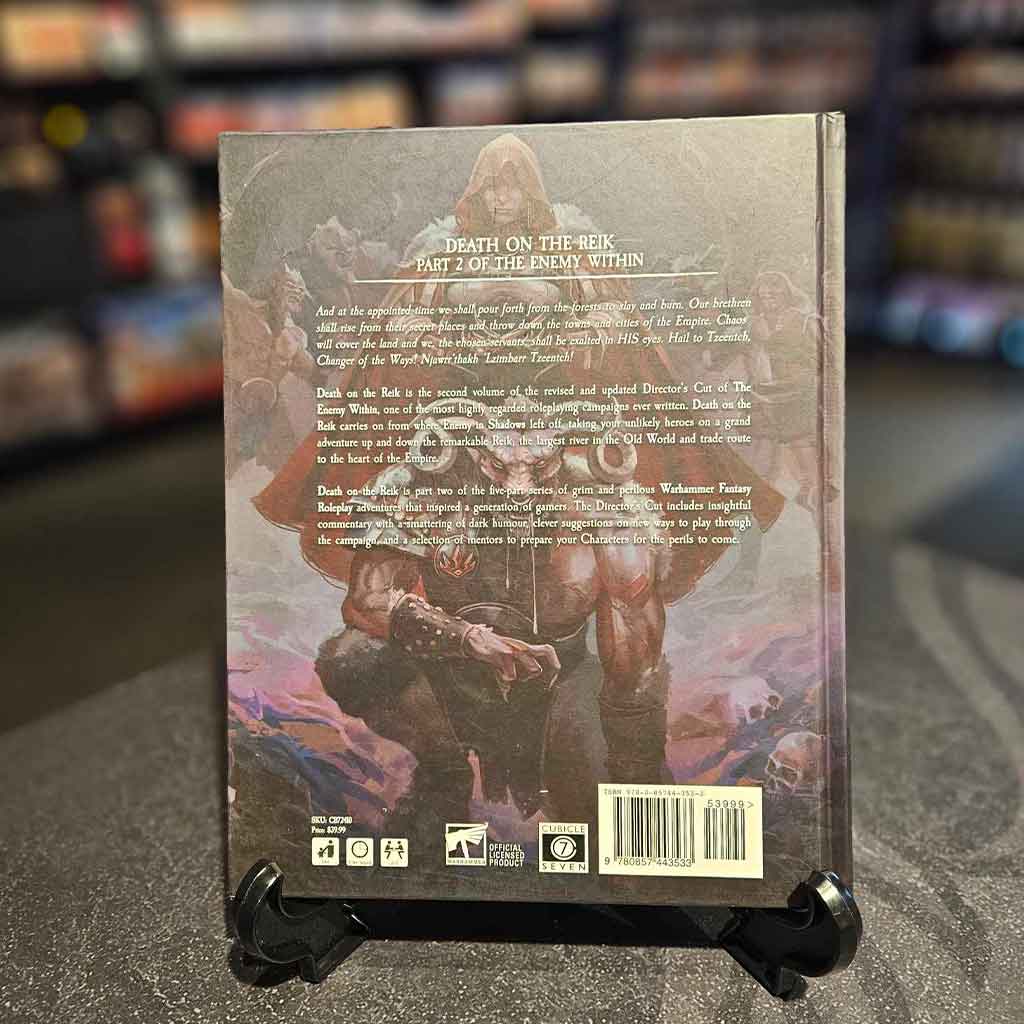 DEATH ON THE REIK
PART 2 OF THE ENEMY WITHIN
And at the appointed time we shall pour forth from the forests to slay and burn. Our brethren
shall rise from their secret places and throw down the towns and cities of the Empire. Chaos
will cover the land and we, the chosen servants, shall be exalted in HIS eyes. Hail to Tzeentch,
Changer of the Ways! Njawrr'thakh 'Lzimbarr Tzeentch!
Death on the Reik is the second volume of the revised and updated Director's Cut of The
Enemy Within, one of the most highly regarded roleplaying campaigns ever written. Death on the
Reik carries on from where Enemy in Shadows left off, taking your unlikely heroes on a grand
adventure up and down the remarkable Reik, the largest river in the Old World and trade route
to the heart of the Empire.
Death on the Reik is part two of the five-part series of grim and perilous Warhammer Fantasy
Roleplay adventures that inspired a generation of gamers. The Director's Cut includes insightful
commentary with a smattering of dark humour, clever suggestions on new ways to play through
the campaign, and a selection of mentors to prepare your Characters for the perils to come.
SKU: CB72410
Price: $39.99
WARHAMMER
OFFICIAL
LICENSED
PRODUCT
CUBICLE
7
SEVEN
ISBN 978-0-85744-353-3
53999>
9 780857 443533